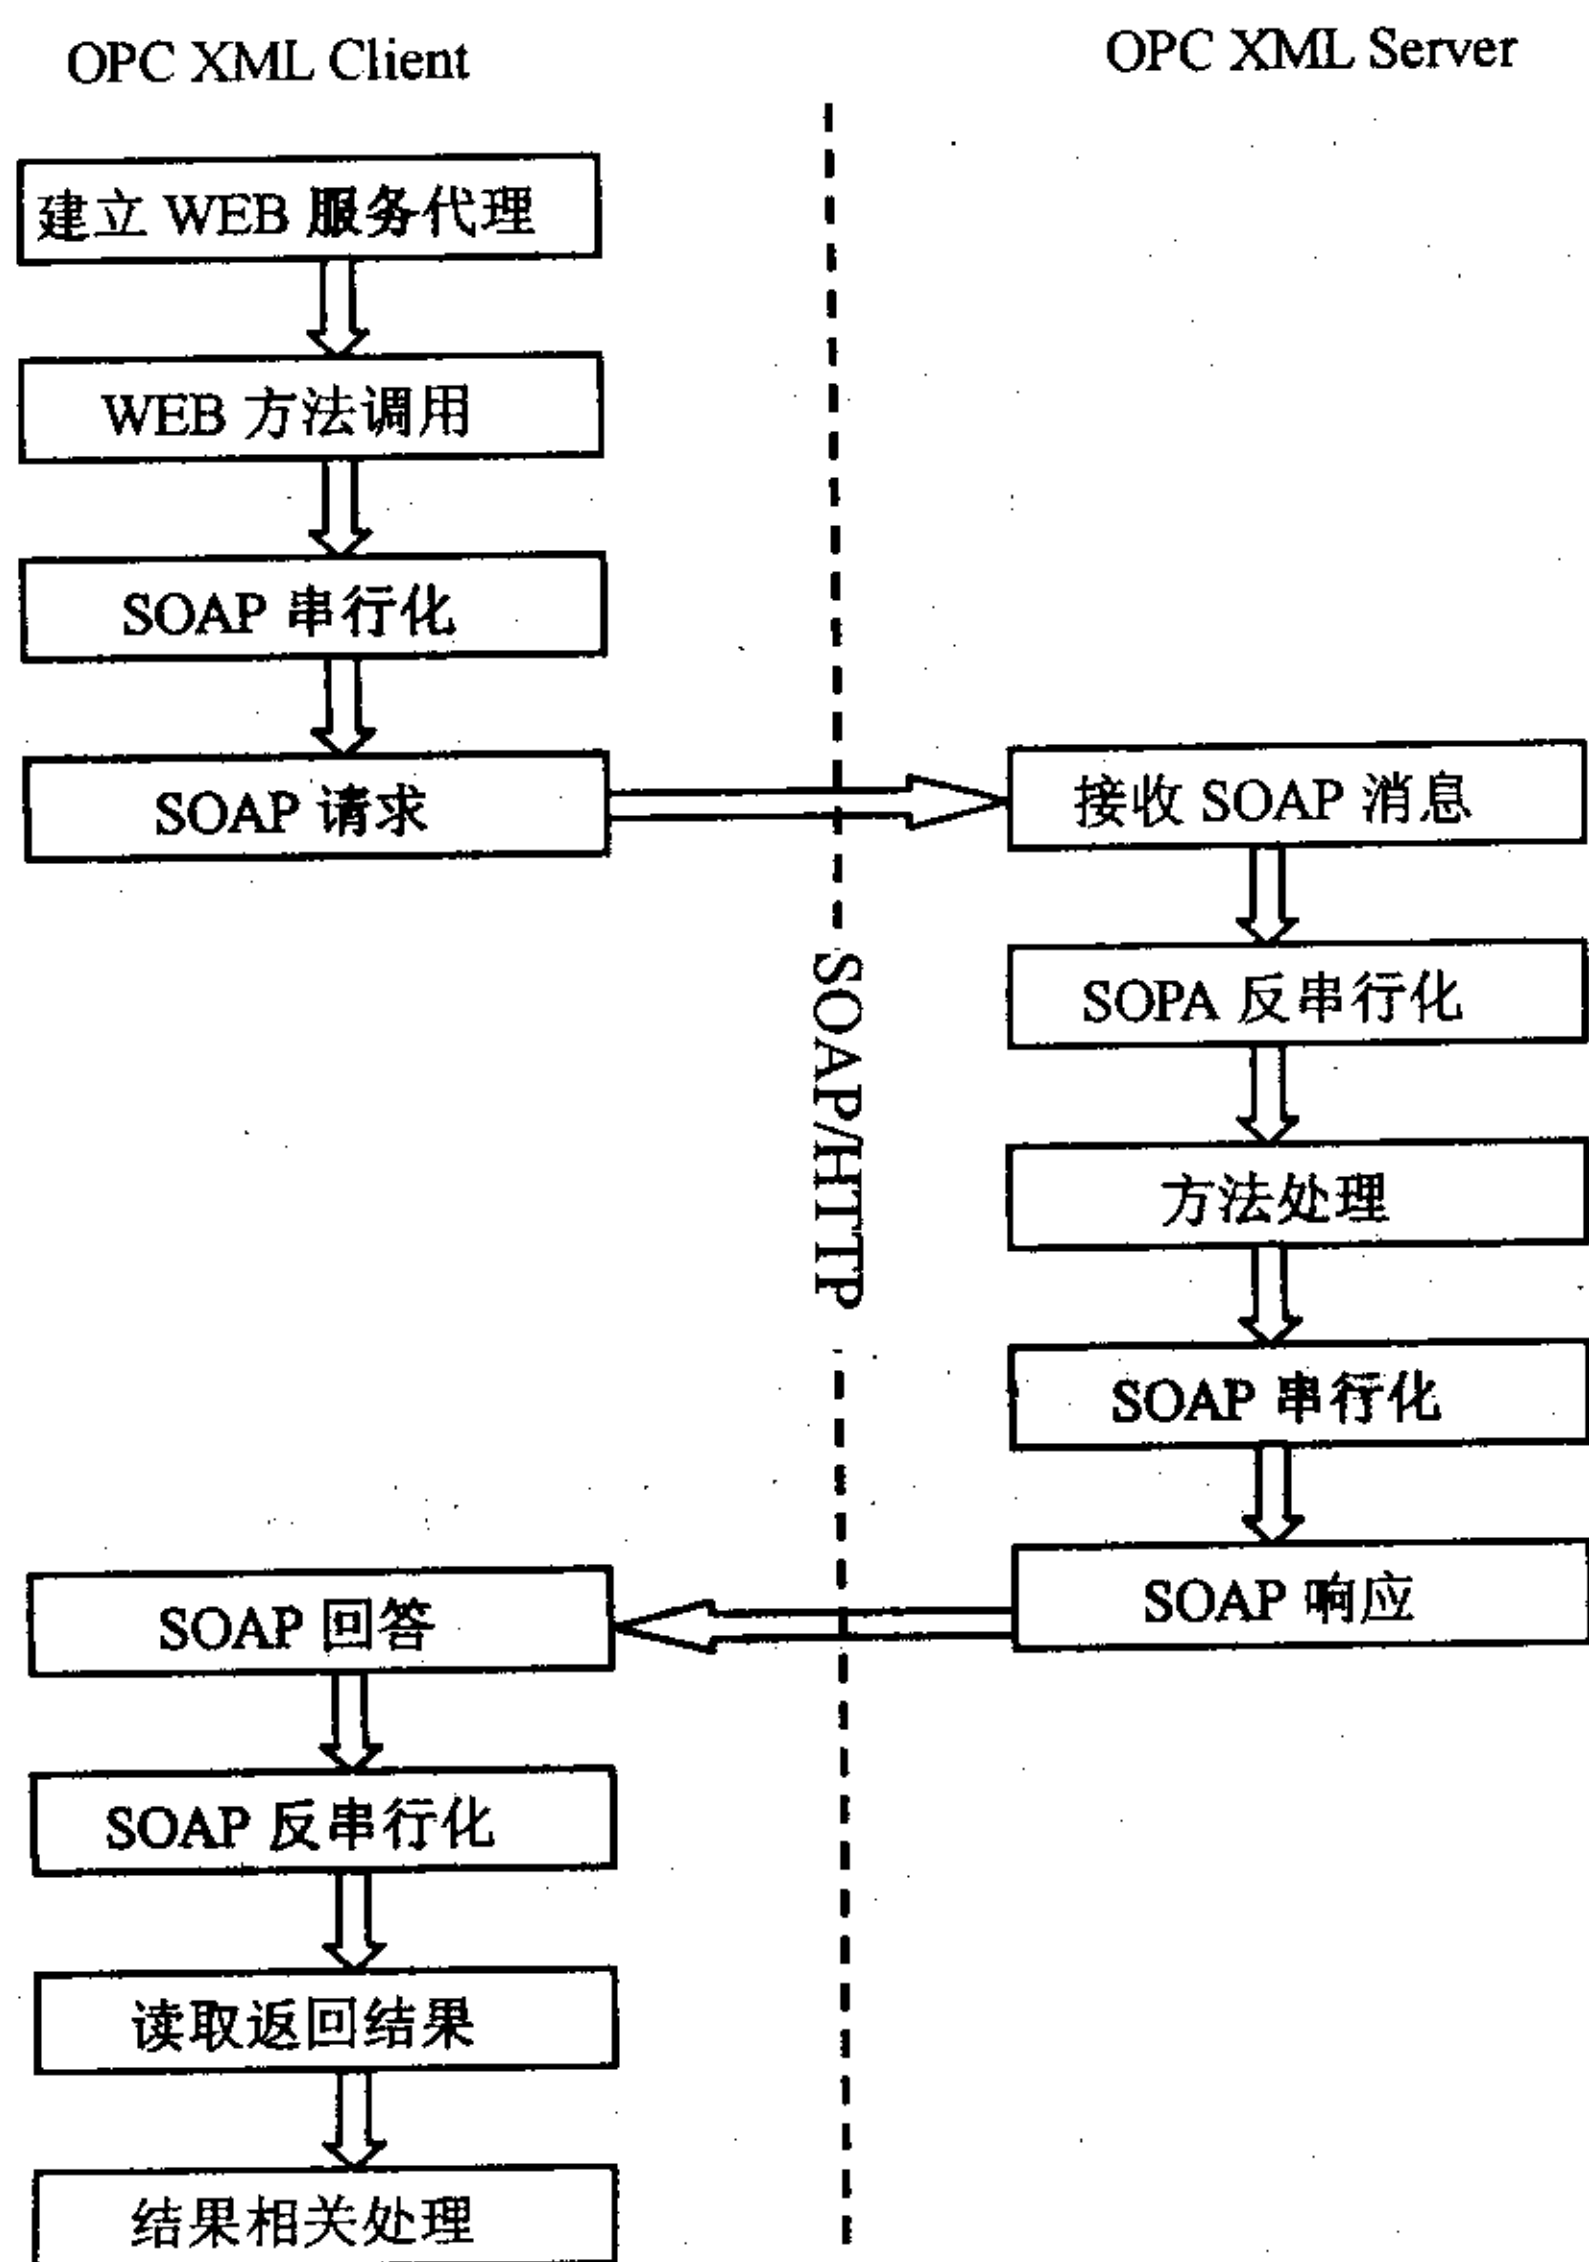 OPC XML Client
OPC XML Server
建立 WEB 服务代理
WEB 方法调用
SOAP 串行化
SOAP 请求
接收 SOAP 消息
SOPA 反串行化
方法处理
SOAP 串行化
SOAP 响应
SOAP/HTTP
SOAP 回答
SOAP 反串行化
读取返回结果
结果相关处理